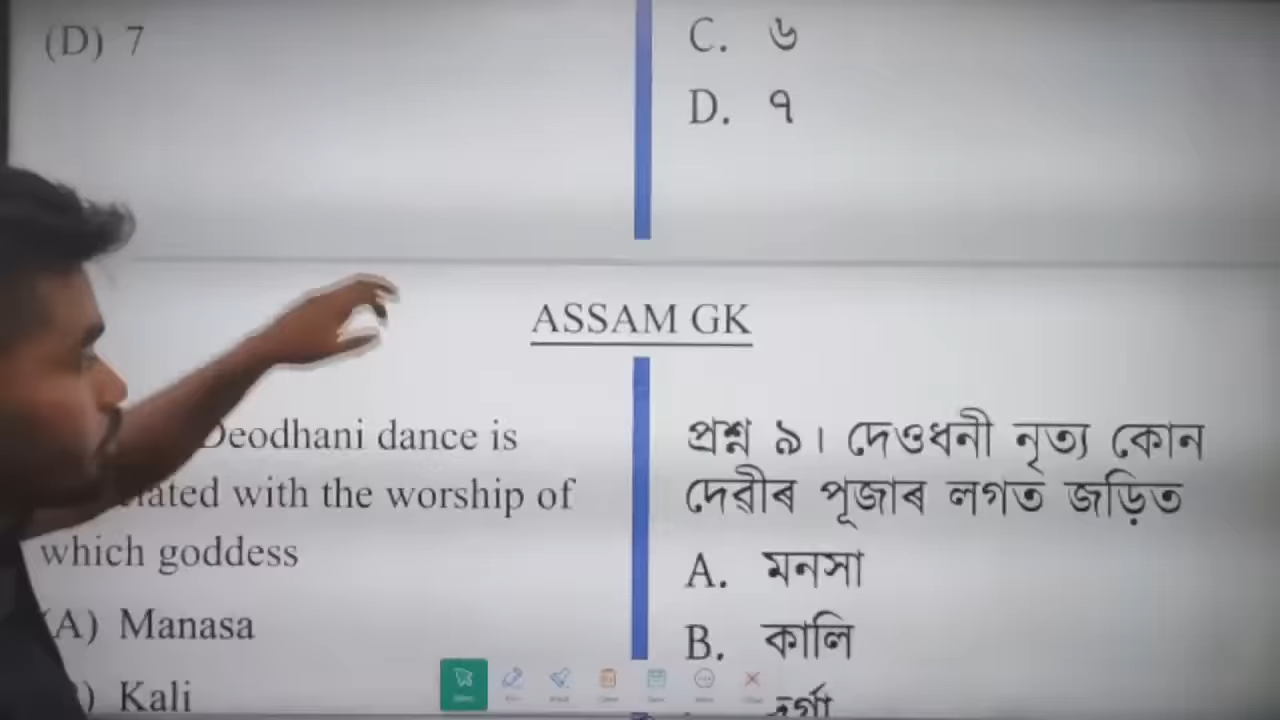 (D) 7
C. ৬
D. ৭
ASSAM GK
Deodhani dance is
with the worship of
which goddess
(A) Manasa
Kali
প্ৰশ্ন ৯। দেওধনী নৃত্য কোন
দেৱীৰ পূজাৰ লগত জড়িত
A. মনসা
B. কালি